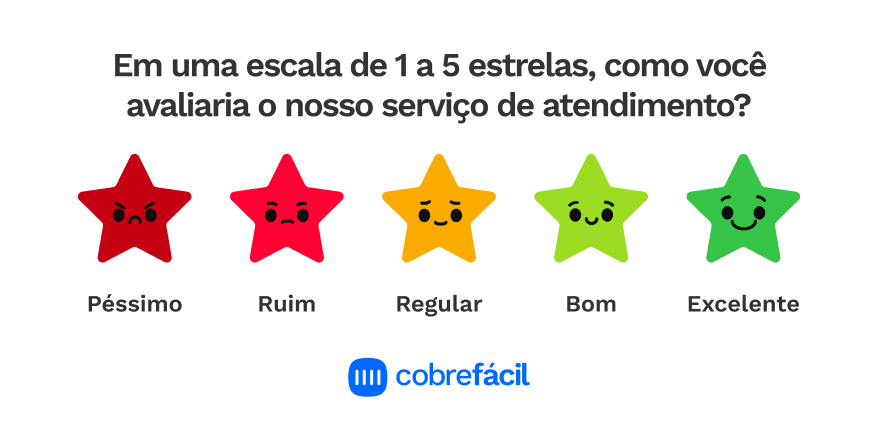 Em uma escala de 1 a 5 estrelas, como você
avaliaria o nosso serviço de atendimento?
Péssimo Ruim Regular Bom Excelente
cobrefácil